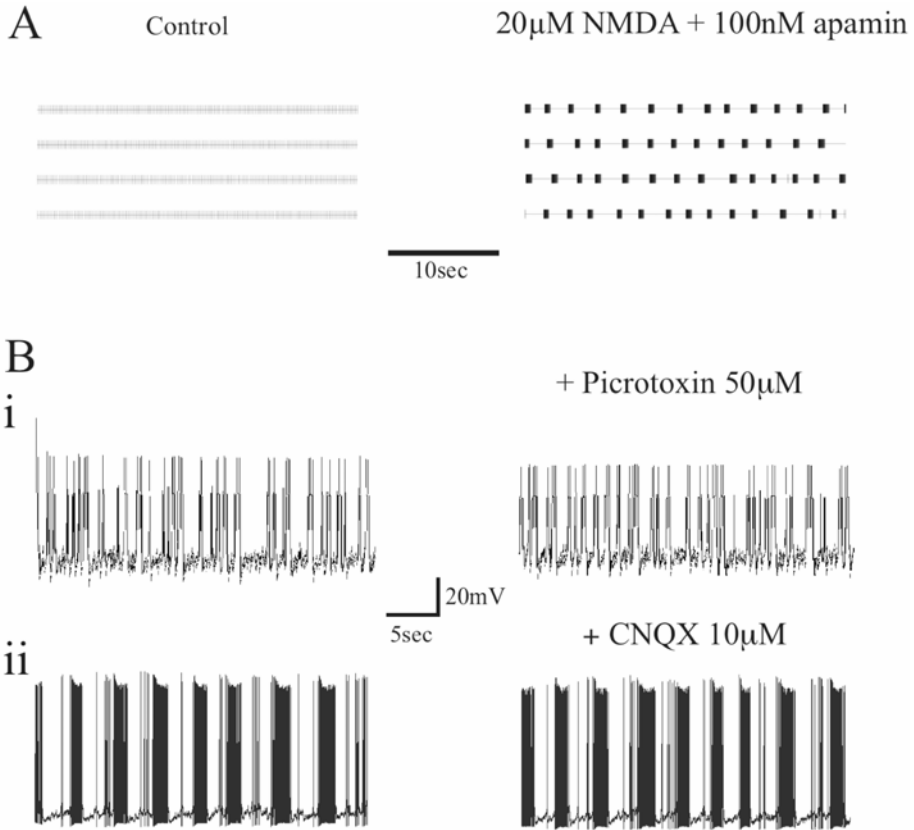 A
Control
20µM NMDA + 100nM apamin
10sec
B
i
+ Picrotoxin 50µM
20mV
5sec
ii
+ CNQX 10µM